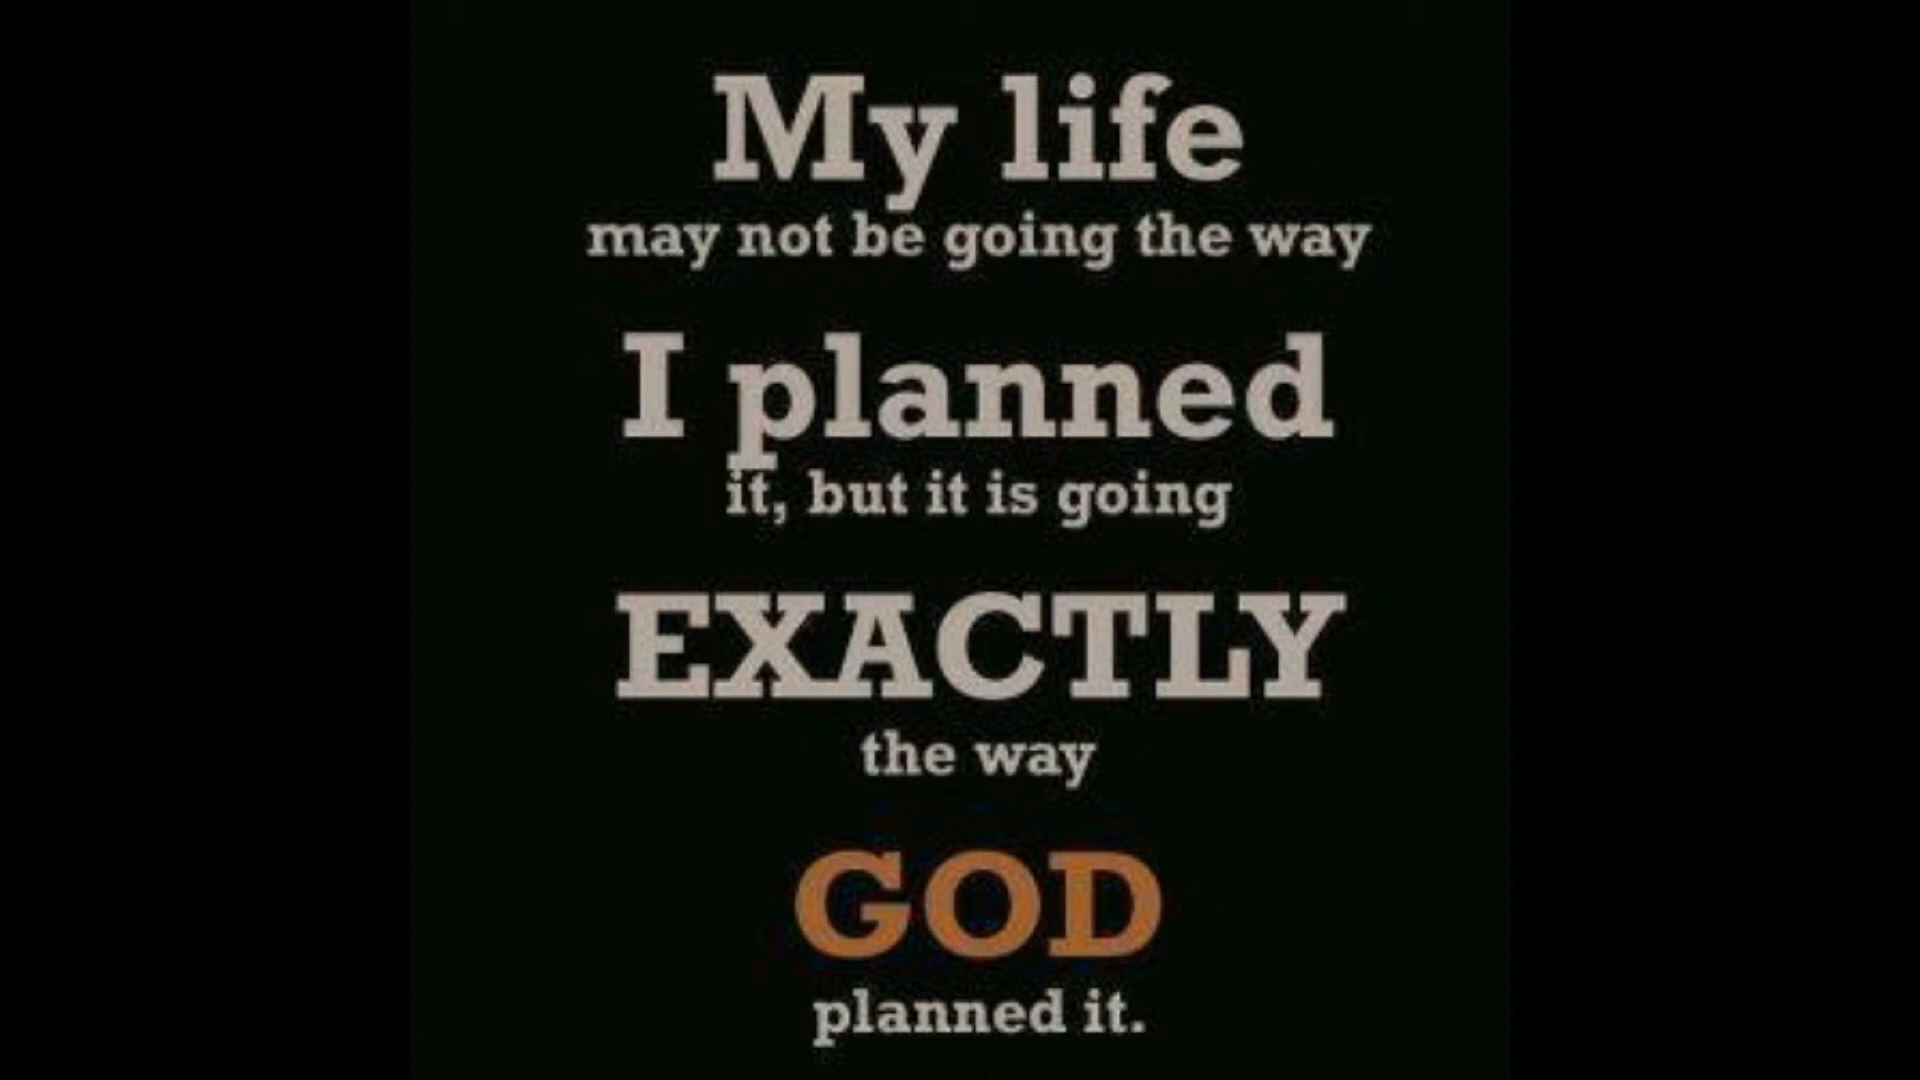 My life
may not be going the way
I planned
it, but it is going
EXACTLY
the way
GOD
planned it.